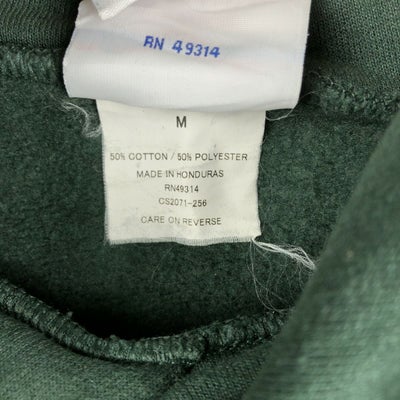 RN 49314
M
50% COTTON / 50% POLYESTER
MADE IN HONDURAS
RN49314
CS2071-256
CARE ON REVERSE